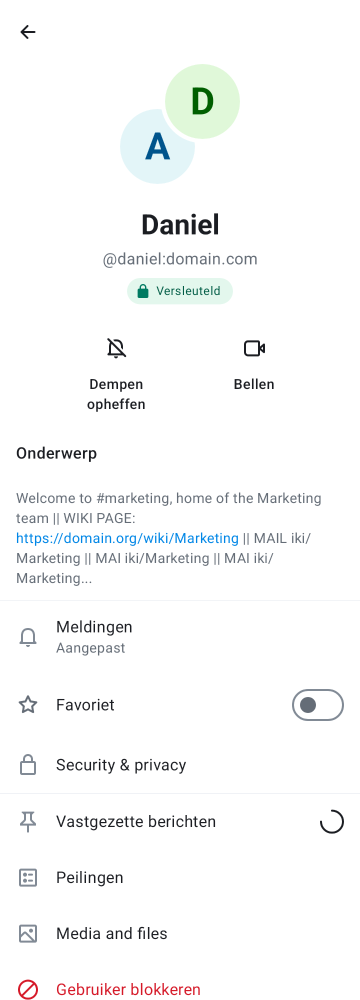 D
A
Daniel
@daniel:domain.com
Versleuteld
Dempen
opheffen
Bellen
Onderwerp
Welcome to #marketing, home of the Marketing
team || WIKI PAGE:
https://domain.org/wiki/Marketing || MAIL iki/
Marketing || MAI iki/Marketing || MAI iki/
Marketing...
Meldingen
Aangepast
Favoriet
Security & privacy
Vastgezette berichten
Peilingen
Media and files
Gebruiker blokkeren